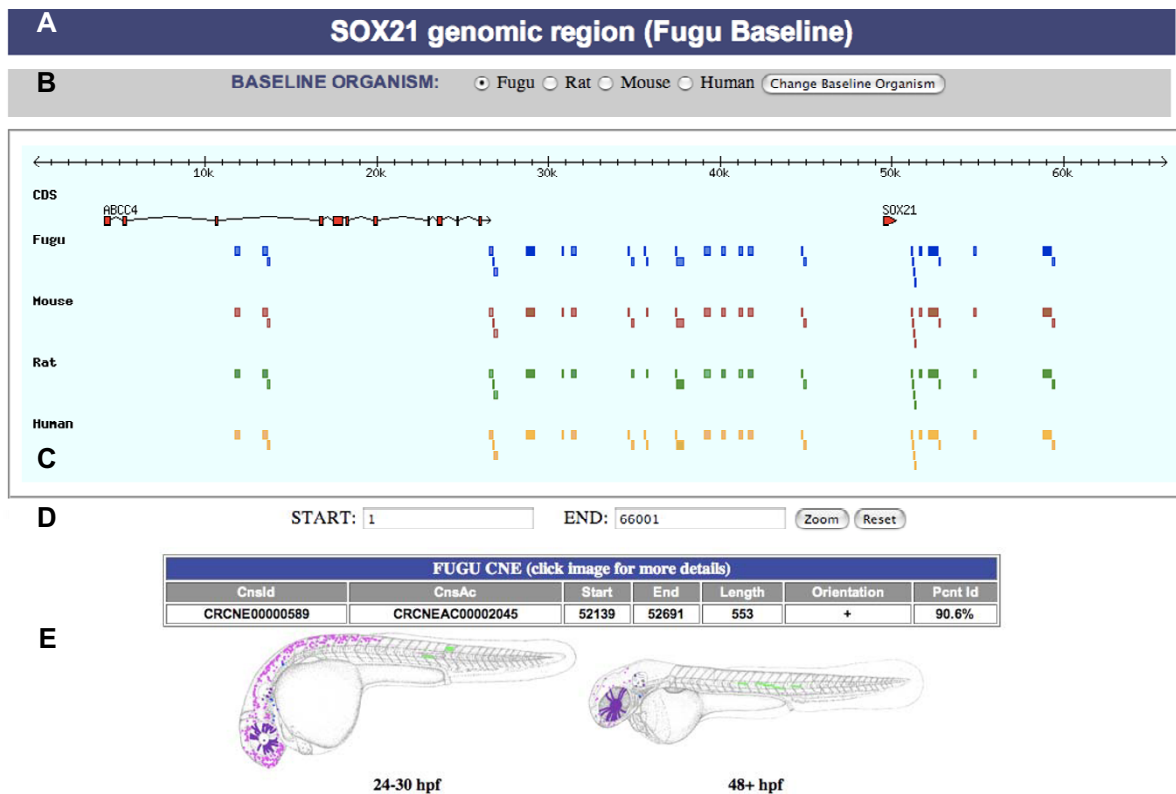 A
SOX21 genomic region (Fugu Baseline)
B
BASELINE ORGANISM: Fugu Rat Mouse Human Change Baseline Organism
10k 20k 30k 40k 50k 60k
CDS
ABCC4 SOX21
Fugu
Mouse
Rat
Human
C
D
START: 1 END: 66001 Zoom Reset
FUGU CNE (click image for more details)
CnsId CnsAc Start End Length Orientation Pcnt Id
CRCNE00000589 CRCNEAC00002045 52139 52691 553 + 90.6%
E
24-30 hpf 48+ hpf